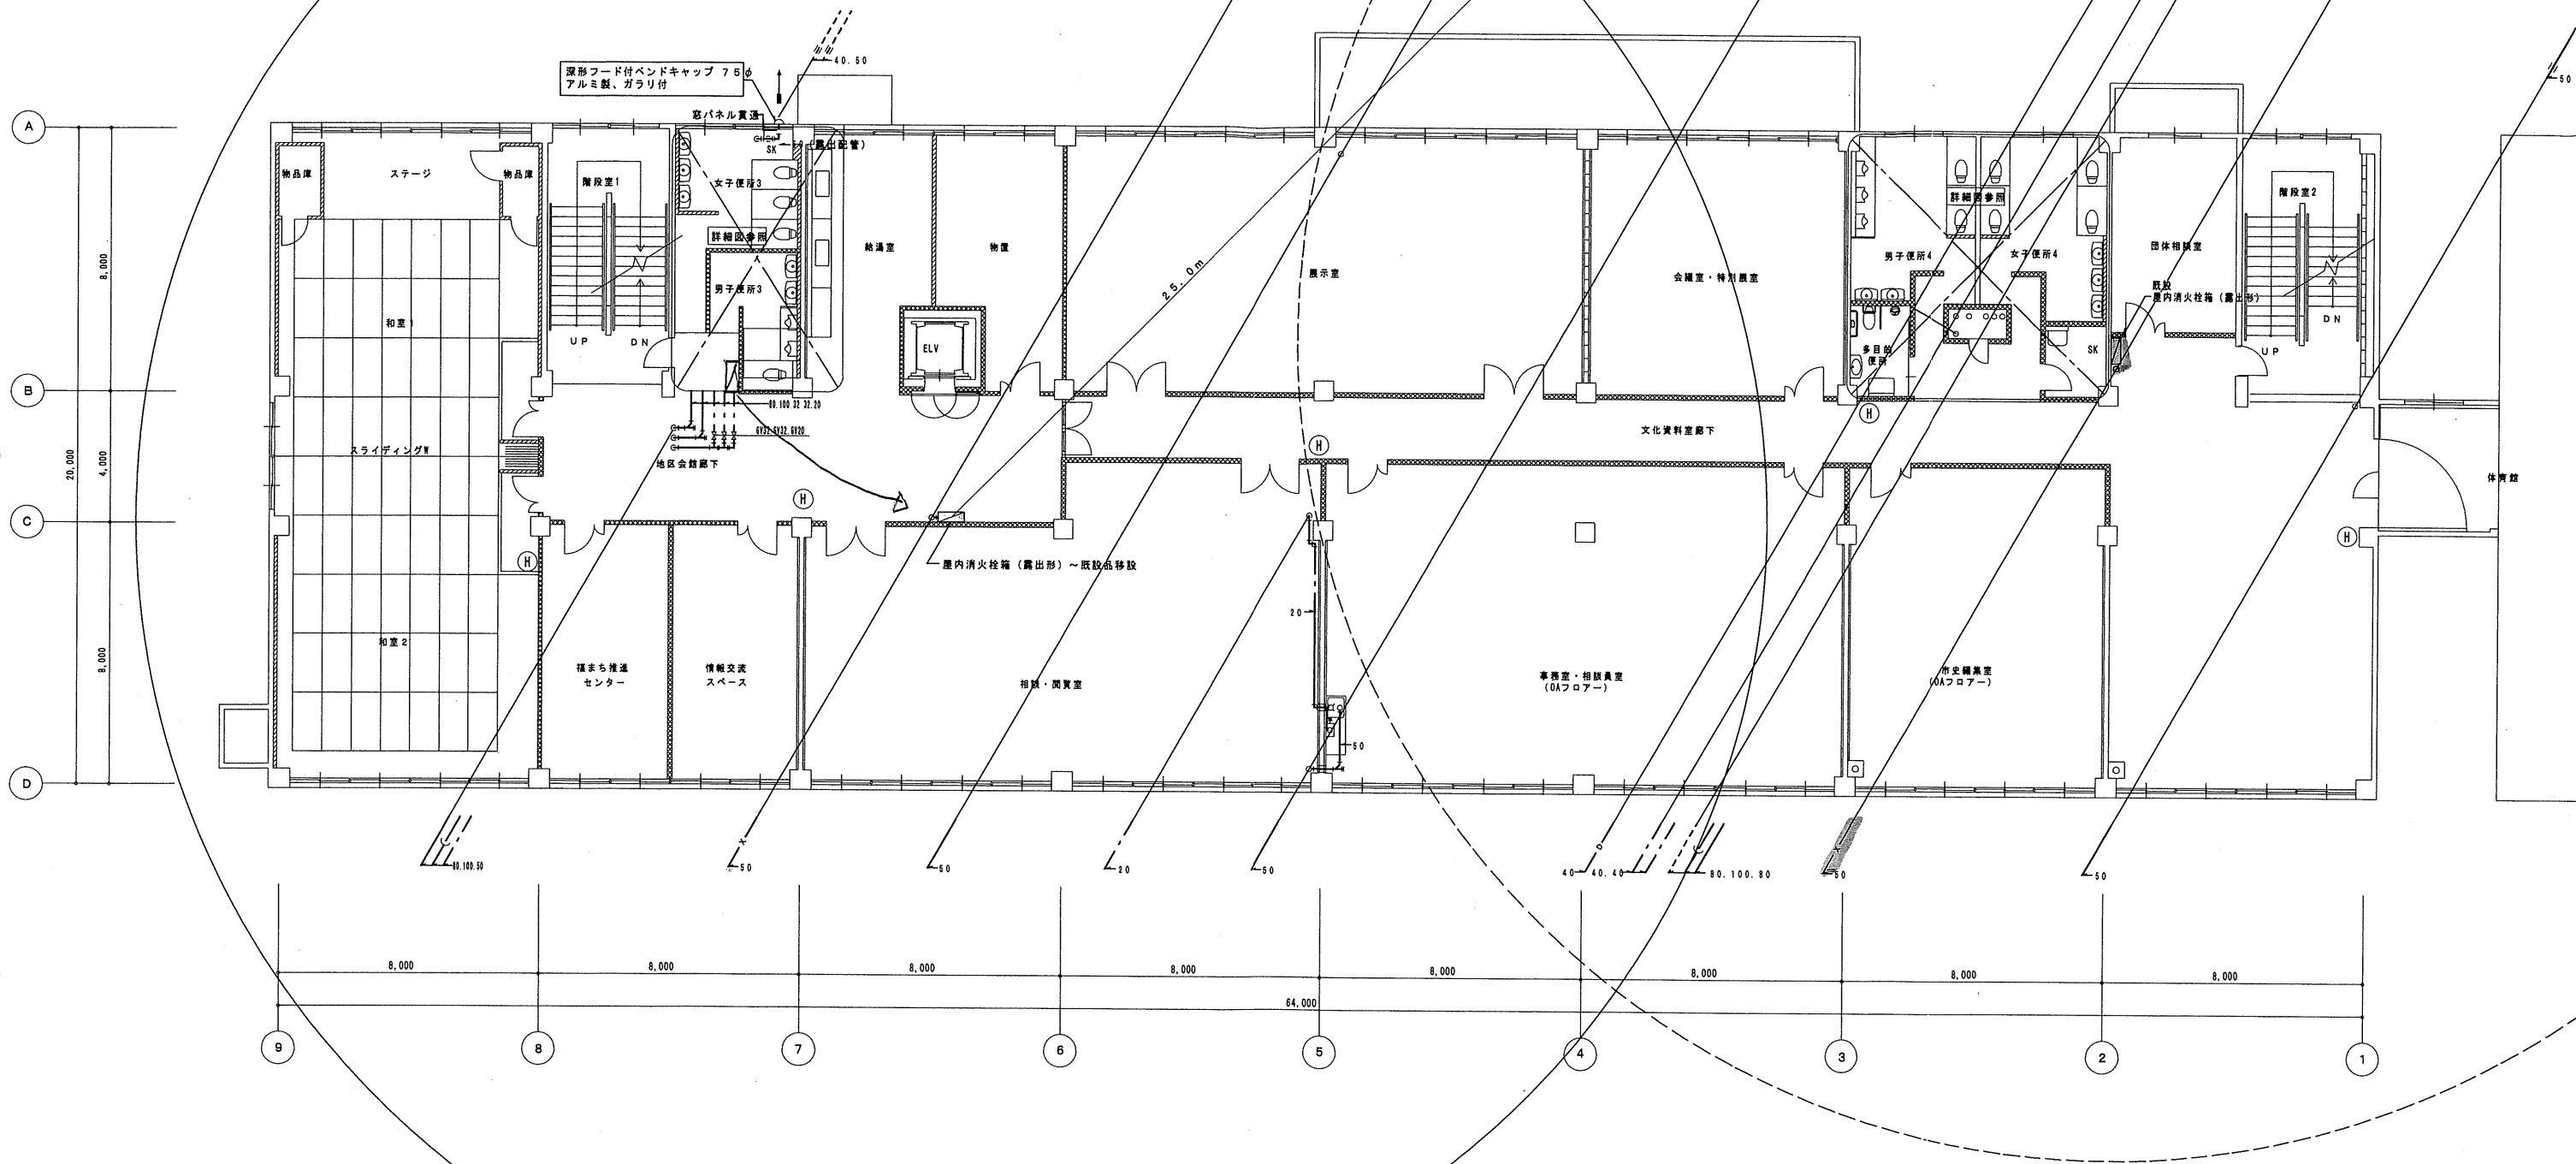 40.50
深形フード付ベンドキャップ 75φ
アルミ製、ガラリ付
窓パネル貫通
(露出配管)
SK
A
B
C
D
8,000
4,000
8,000
20,000
物品庫
ステージ
物品庫
階段室1
女子便所3
詳細図参照
男子便所3
給湯室
物置
ELV
25.0m
展示室
会議室・特別展室
男子便所4
詳細図参照
女子便所4
多目的
便所
SK
団体相談室
既設
屋内消火栓箱(露出形)
階段室2
UP
DN
UP
DN
和室1
スライディングW
和室2
80.100.32 32.20
GV32.GV32.GV20
地区会館廊下
H
H
H
H
H
文化資料室廊下
体育館
屋内消火栓箱(露出形)~既設品移設
福まち推進
センター
情報交流
スペース
相談・閲覧室
事務室・相談員室
(OAフロアー)
市史編集室
(OAフロアー)
20
50
50
80.100.50
50
50
20
50
40
40.40
80.100.80
50
50
8,000
8,000
8,000
8,000
8,000
8,000
8,000
8,000
64,000
9
8
7
6
5
4
3
2
1